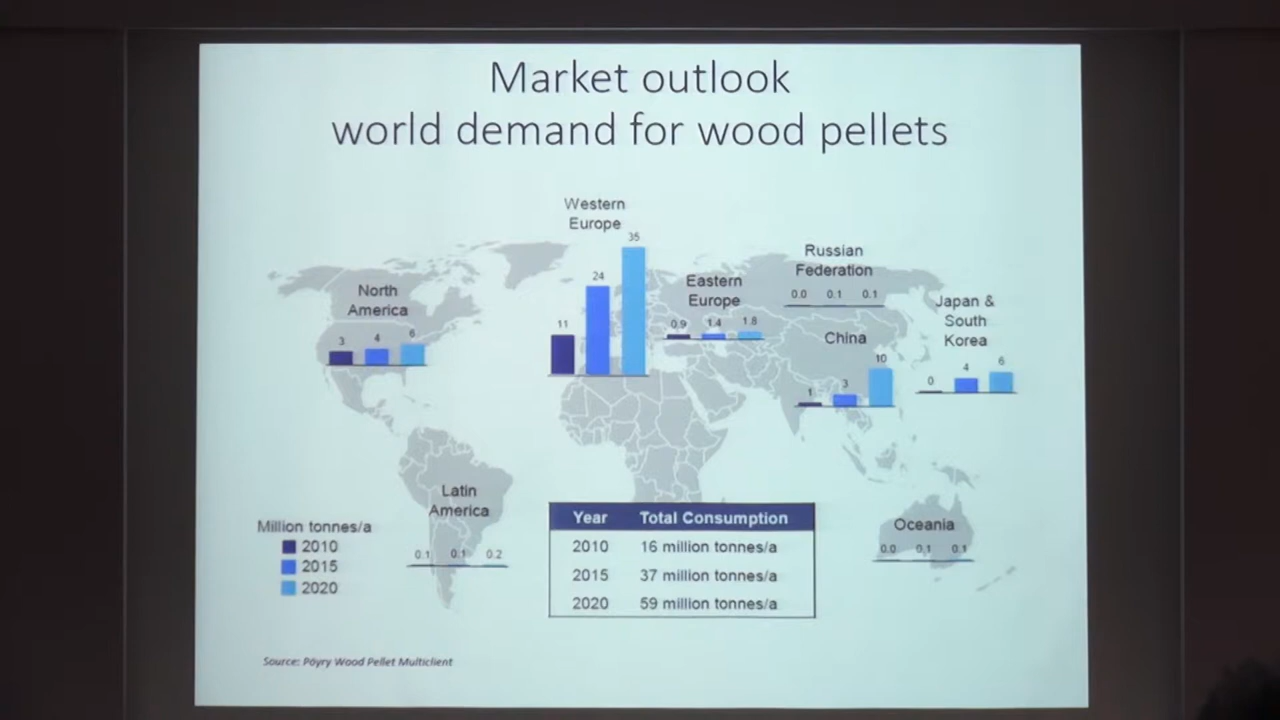 Market outlook
world demand for wood pellets
Western
Europe
35
24
11
North
America
3 4 6
Eastern
Europe
0.9 1.4 1.8
Russian
Federation
0.0 0.1 0.1
China
1 3 10
Japan &
South
Korea
0 4 6
Latin
America
0.1 0.1 0.2
Oceania
0.0 0.1 0.1
Million tonnes/a
2010
2015
2020
Year Total Consumption
2010 16 million tonnes/a
2015 37 million tonnes/a
2020 59 million tonnes/a
Source: Pöyry Wood Pellet Multiclient